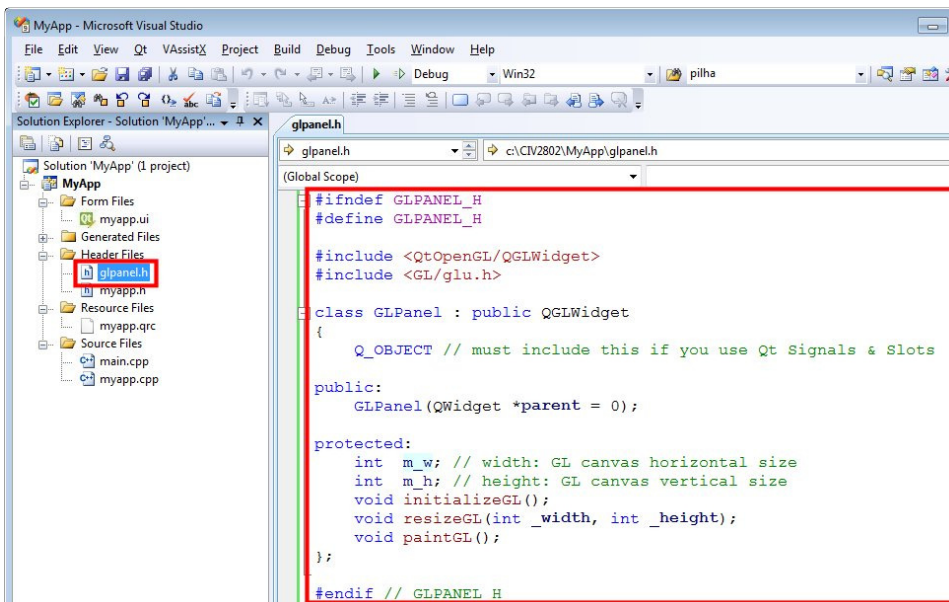 MyApp - Microsoft Visual Studio
File Edit View Qt VAssistX Project Build Debug Tools Window Help
Debug Win32 pilha
Solution Explorer - Solution 'MyApp'...
Solution 'MyApp' (1 project)
MyApp
Form Files
myapp.ui
Generated Files
Header Files
glpanel.h
myapp.h
Resource Files
myapp.qrc
Source Files
main.cpp
myapp.cpp
glpanel.h
glpanel.h c:\CIV2802\MyApp\glpanel.h
(Global Scope)
#ifndef GLPANEL_H
#define GLPANEL_H
#include <QtOpenGL/QGLWidget>
#include <GL/glu.h>
class GLPanel : public QGLWidget
{
Q_OBJECT // must include this if you use Qt Signals & Slots
public:
GLPanel(QWidget *parent = 0);
protected:
int m_w; // width: GL canvas horizontal size
int m_h; // height: GL canvas vertical size
void initializeGL();
void resizeGL(int _width, int _height);
void paintGL();
};
#endif // GLPANEL_H